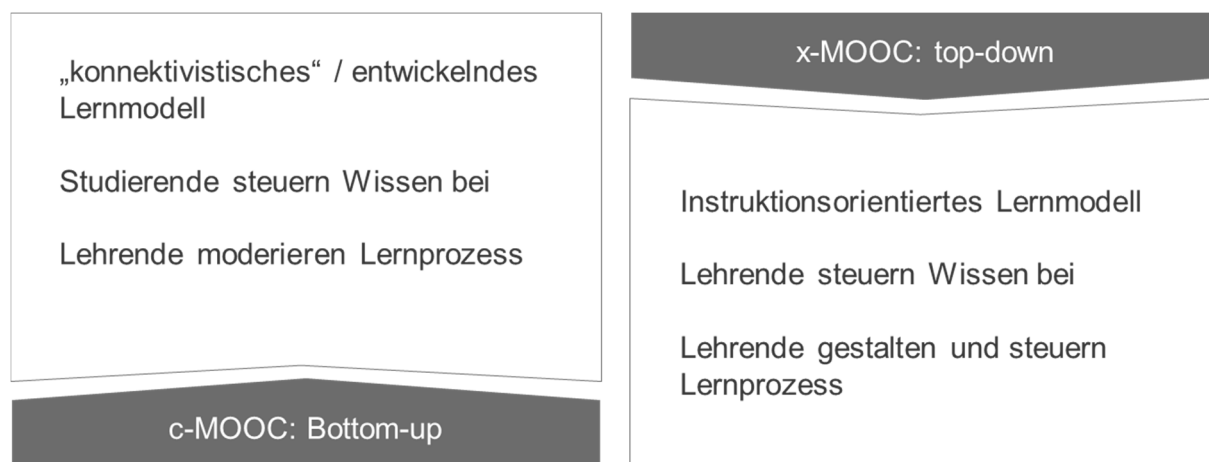 „konnektivistisches“ / entwickelndes
Lernmodell
Studierende steuern Wissen bei
Lehrende moderieren Lernprozess
c-MOOC: Bottom-up
x-MOOC: top-down
Instruktionsorientiertes Lernmodell
Lehrende steuern Wissen bei
Lehrende gestalten und steuern
Lernprozess